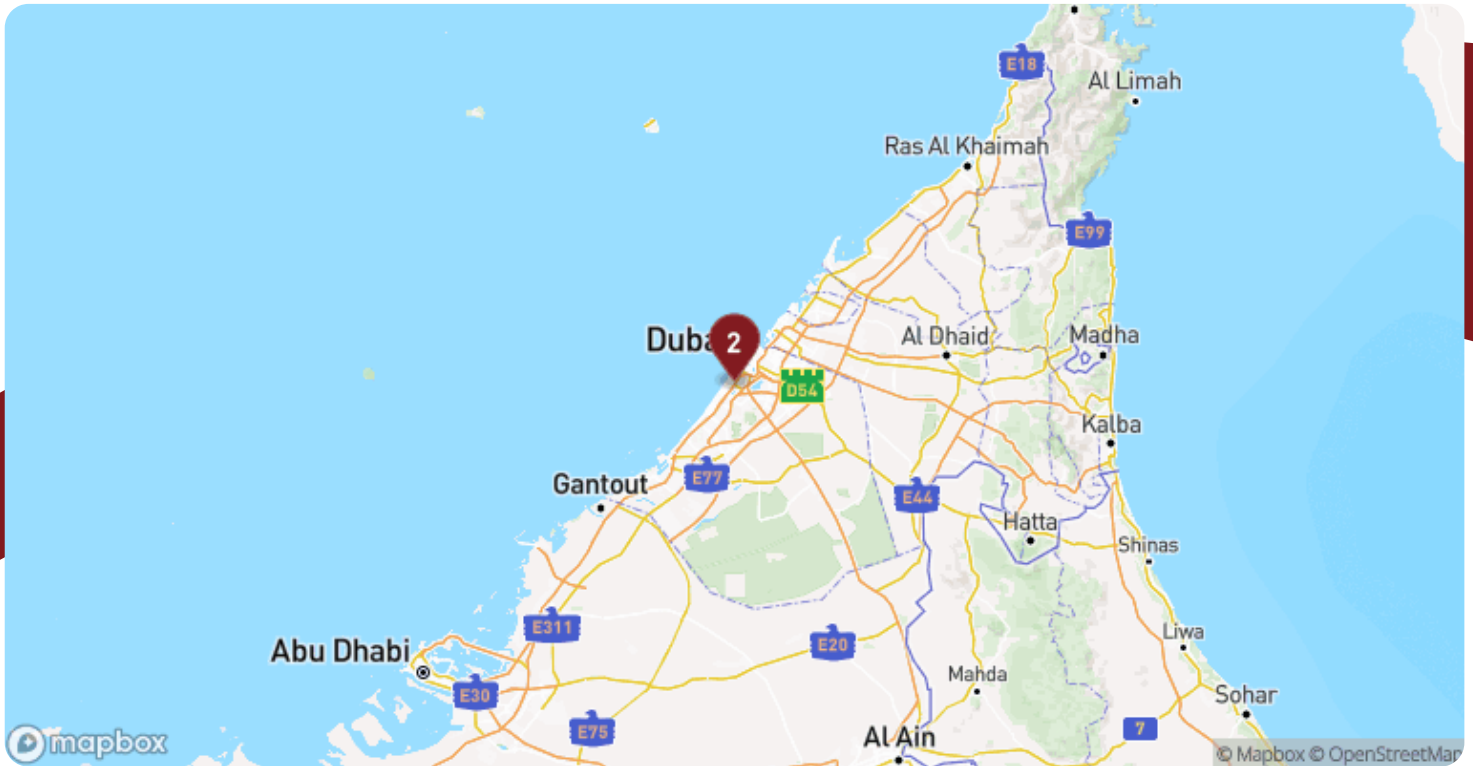 E18
Al Limah
Ras Al Khaimah
E99
Duba
2
Al Dhaid
Madha
D54
Kalba
E77
Gantout
E44
Hatta
Shinas
E311
Liwa
Abu Dhabi
E20
Mahda
E30
Sohar
E75
7
Al Ain
mapbox
© Mapbox © OpenStreetMap